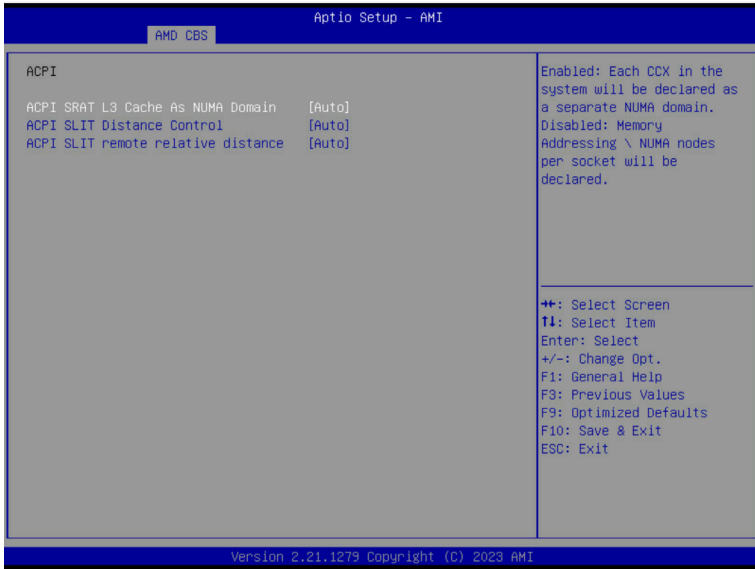 Aptio Setup – AMI
AMD CBS
ACPI
ACPI SRAT L3 Cache As NUMA Domain [Auto]
ACPI SLIT Distance Control [Auto]
ACPI SLIT remote relative distance [Auto]
Enabled: Each CCX in the
system will be declared as
a separate NUMA domain.
Disabled: Memory
Addressing \ NUMA nodes
per socket will be
declared.
→←: Select Screen
↑↓: Select Item
Enter: Select
+/-: Change Opt.
F1: General Help
F3: Previous Values
F9: Optimized Defaults
F10: Save & Exit
ESC: Exit
Version 2.21.1279 Copyright (C) 2023 AMI